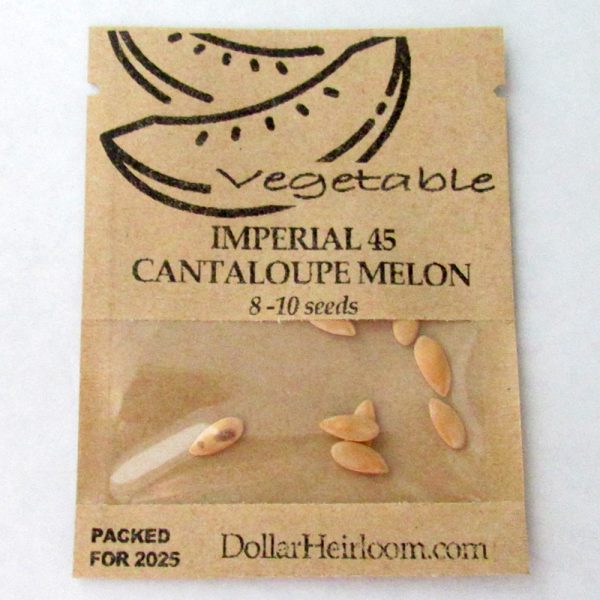 Vegetable
IMPERIAL 45
CANTALOUPE MELON
8-10 seeds
PACKED
FOR 2025
DollarHeirloom.com